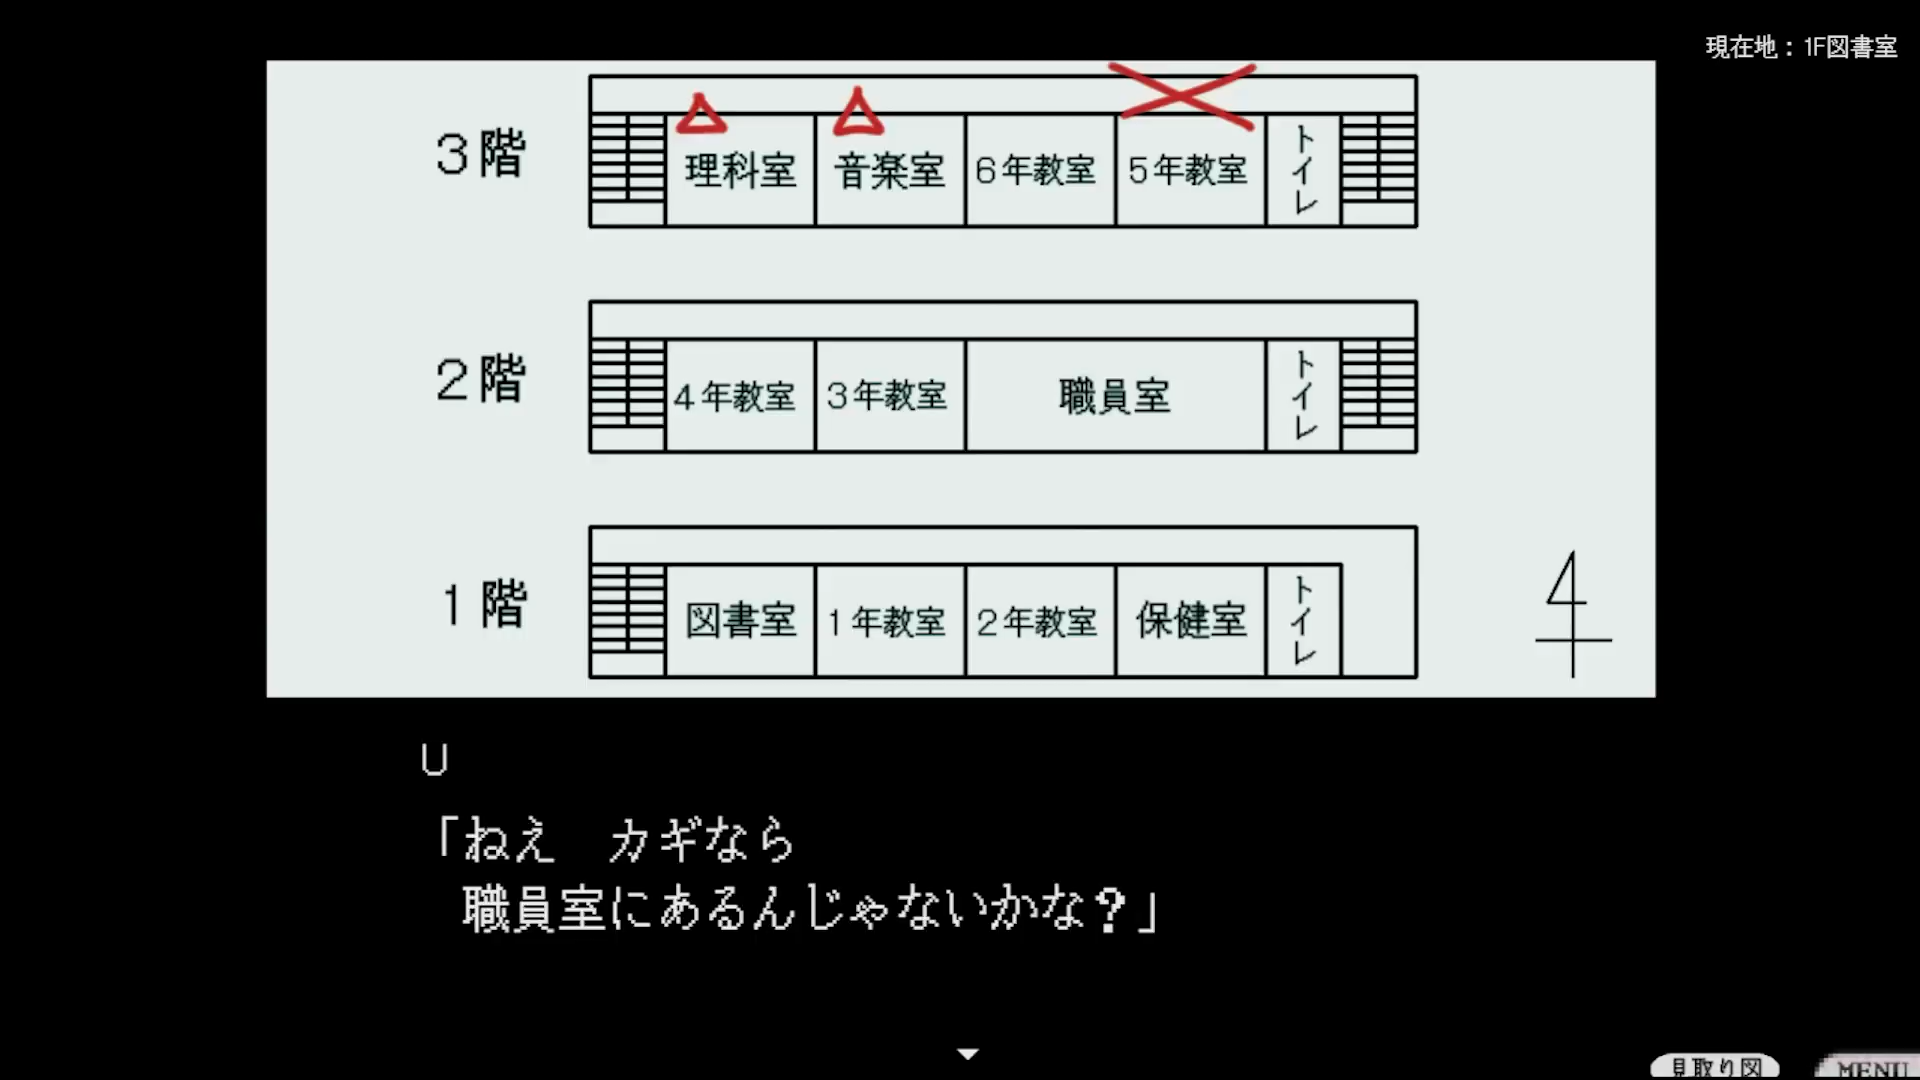 現在地：1F図書室
3階
理科室 音楽室 6年教室 5年教室 トイレ
2階
4年教室 3年教室 職員室 トイレ
1階
図書室 1年教室 2年教室 保健室 トイレ
4
U
「ねえ　カギなら
職員室にあるんじゃないかな？」
見取り図 MENU